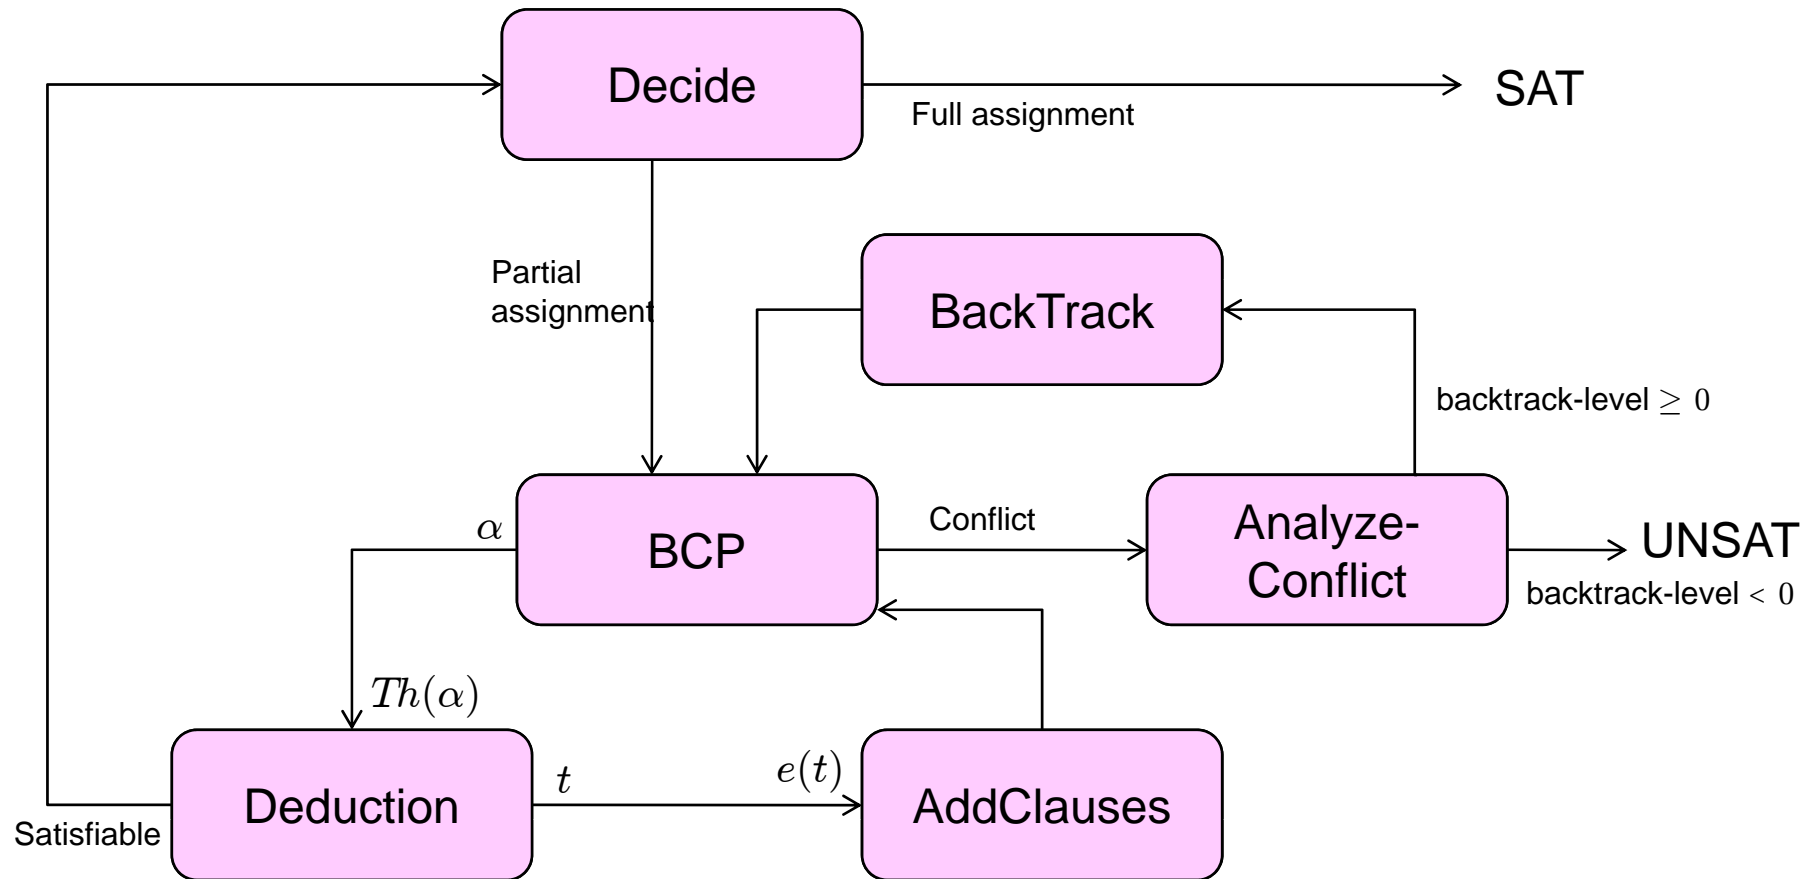 Decide
SAT
Full assignment
Partial
assignment
BackTrack
backtrack-level ≥ 0
α
BCP
Conflict
Analyze-
Conflict
UNSAT
backtrack-level < 0
Th(α)
Deduction
t
e(t)
AddClauses
Satisfiable